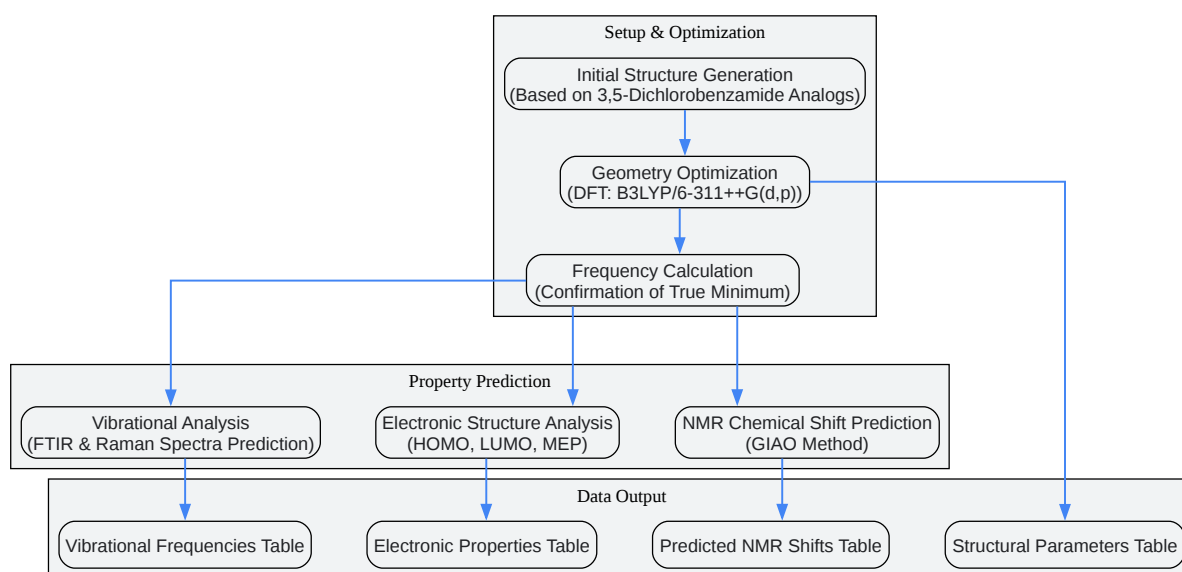 Setup & Optimization
Initial Structure Generation
(Based on 3,5-Dichlorobenzamide Analogs)
Geometry Optimization
(DFT: B3LYP/6-311++G(d,p))
Frequency Calculation
(Confirmation of True Minimum)
Property Prediction
Vibrational Analysis
(FTIR & Raman Spectra Prediction)
Electronic Structure Analysis
(HOMO, LUMO, MEP)
NMR Chemical Shift Prediction
(GIAO Method)
Data Output
Vibrational Frequencies Table
Electronic Properties Table
Predicted NMR Shifts Table
Structural Parameters Table